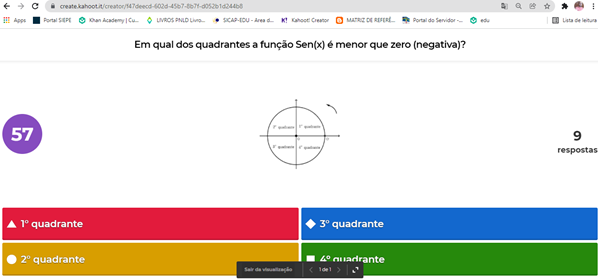 create.kahoot.it/creator/f47deecd-602d-45b7-8b7f-d052b1d244b8
Apps
Portal SIEPE
Khan Academy | Cu...
LIVROS PNLD Livro...
SICAP-EDU - Área d...
Kahoot! Creator
MATRIZ DE REFERÊ...
Portal do Servidor -...
edu
Lista de leitura
Em qual dos quadrantes a função Sen(x) é menor que zero (negativa)?
57
9
respostas
1º quadrante
3º quadrante
2º quadrante
4º quadrante
Sair da visualização
1 de 1